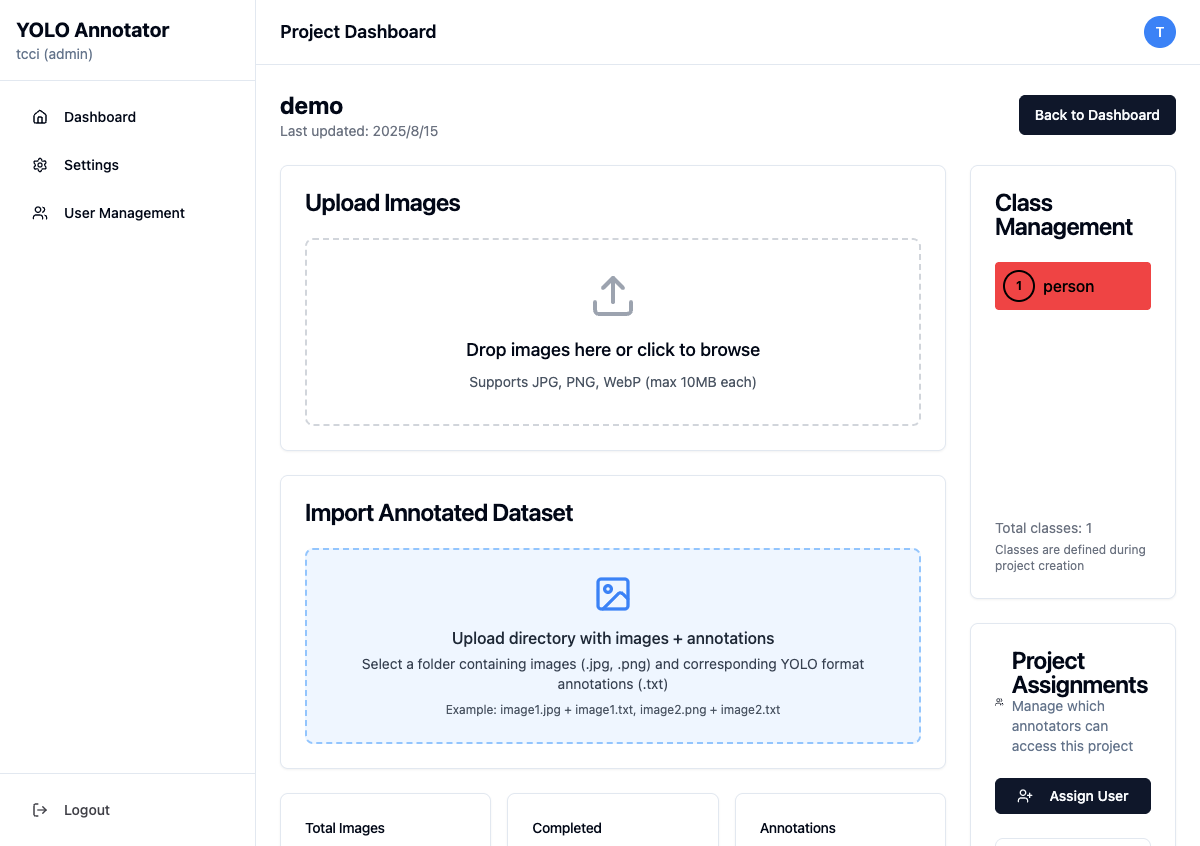 YOLO Annotator
tcci (admin)
Dashboard
Settings
User Management
Logout
Project Dashboard
T
demo
Last updated: 2025/8/15
Back to Dashboard
Upload Images
Drop images here or click to browse
Supports JPG, PNG, WebP (max 10MB each)
Import Annotated Dataset
Upload directory with images + annotations
Select a folder containing images (.jpg, .png) and corresponding YOLO format
annotations (.txt)
Example: image1.jpg + image1.txt, image2.png + image2.txt
Total Images
Completed
Annotations
Class
Management
1
person
Total classes: 1
Classes are defined during
project creation
Project
Assignments
Manage which
annotators can
access this project
Assign User